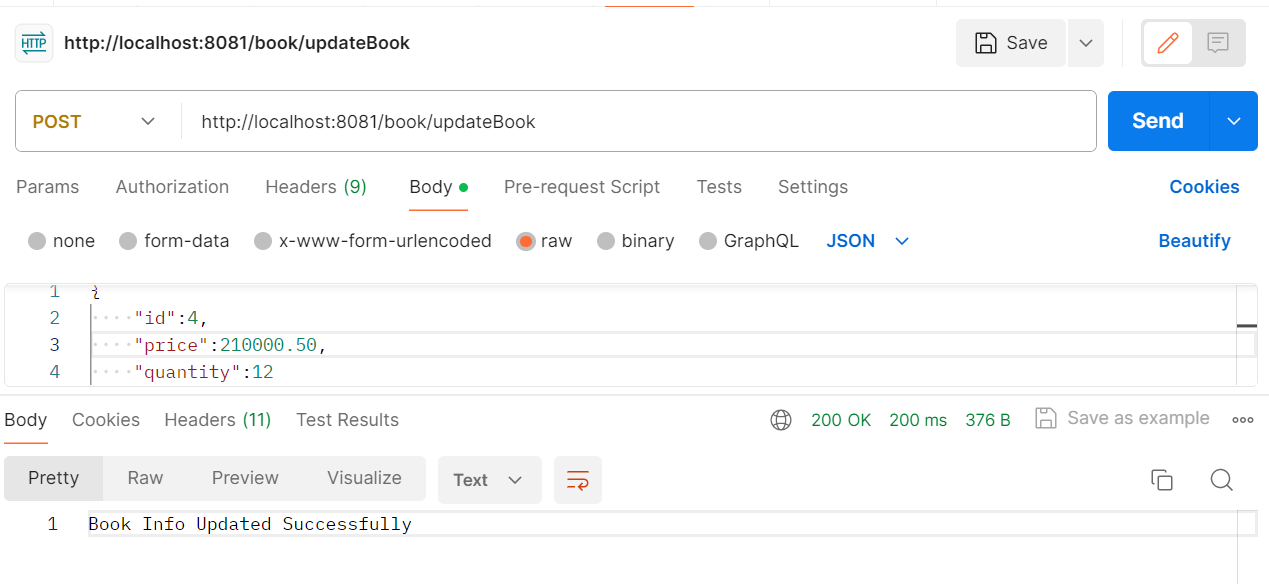 HTTP http://localhost:8081/book/updateBook Save
POST http://localhost:8081/book/updateBook Send
Params Authorization Headers (9) Body Pre-request Script Tests Settings Cookies
none form-data x-www-form-urlencoded raw binary GraphQL JSON Beautify
1 {
2 "id":4,
3 "price":210000.50,
4 "quantity":12
Body Cookies Headers (11) Test Results 200 OK 200 ms 376 B Save as example
Pretty Raw Preview Visualize Text
1 Book Info Updated Successfully